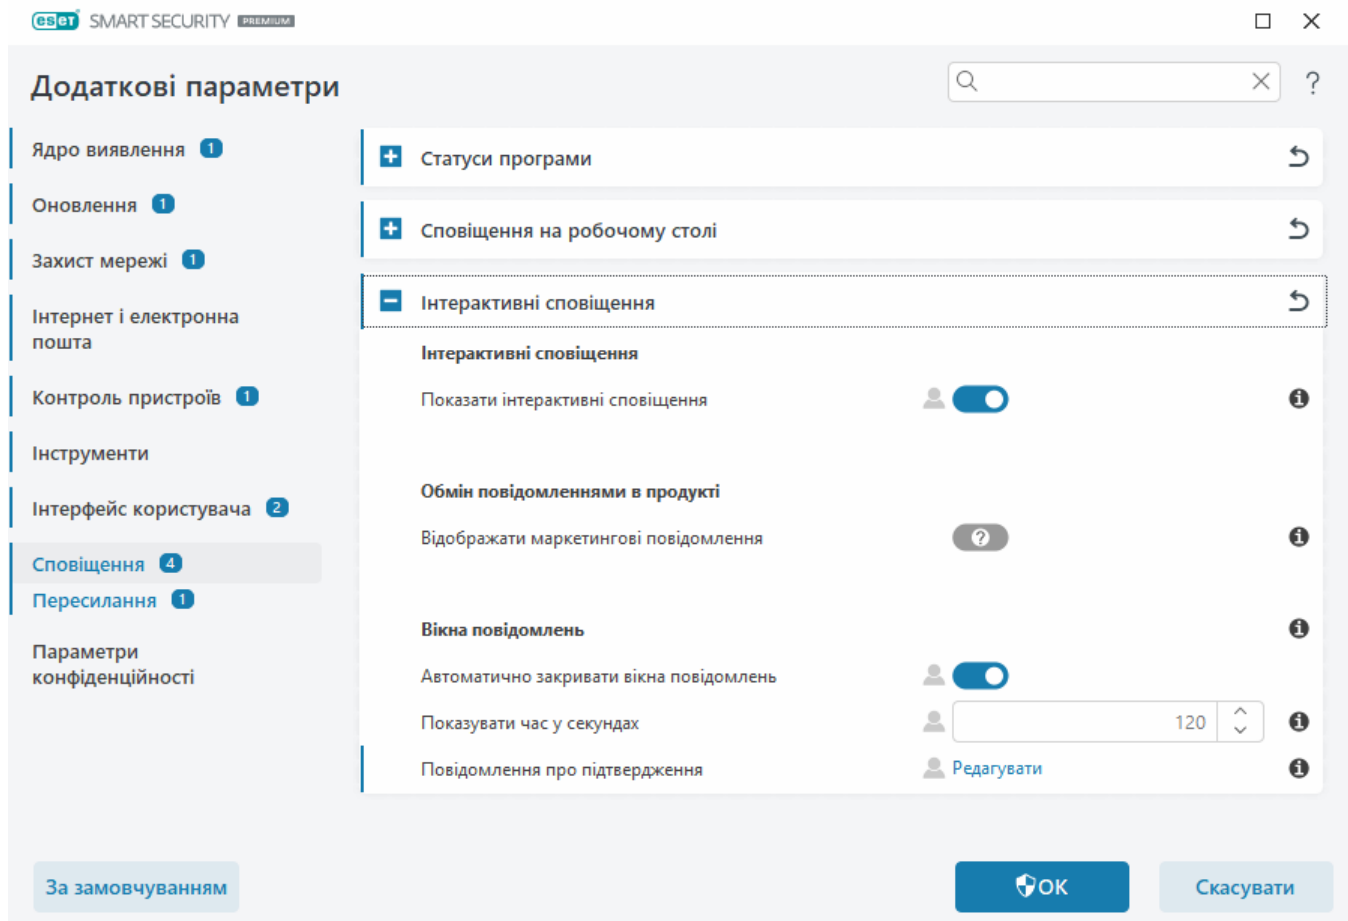 eset SMART SECURITY PREMIUM
Додаткові параметри
?
Ядро виявлення 1
Оновлення 1
Захист мережі 1
Інтернет і електронна
пошта
Контроль пристроїв 1
Інструменти
Інтерфейс користувача 2
Сповіщення 4
Пересилання 1
Параметри
конфіденційності
Статуси програми
Сповіщення на робочому столі
Інтерактивні сповіщення
Інтерактивні сповіщення
Показати інтерактивні сповіщення
Обмін повідомленнями в продукті
Відображати маркетингові повідомлення
Вікна повідомлень
Автоматично закривати вікна повідомлень
Показувати час у секундах 120
Повідомлення про підтвердження Редагувати
За замовчуванням
ОК
Скасувати